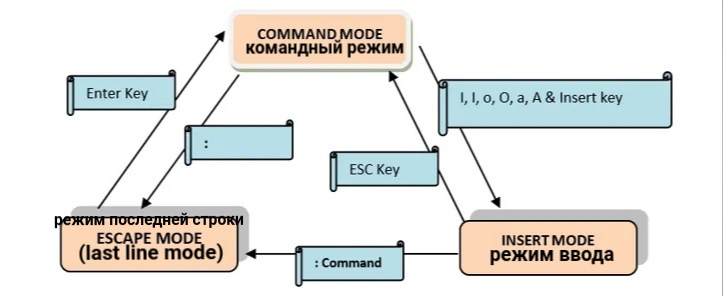 COMMAND MODE
командный режим
Enter Key
I, I, o, O, a, A & Insert key
:
ESC Key
режим последней строки
ESCAPE MODE
(last line mode)
INSERT MODE
режим ввода
: Command